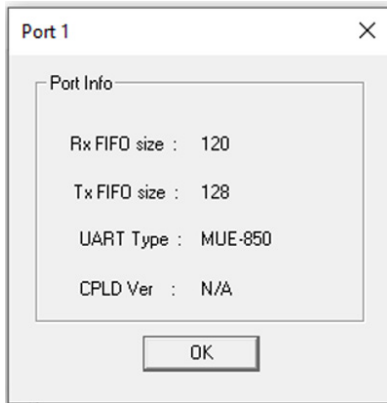 Port 1
Port Info
Rx FIFO size : 120
Tx FIFO size : 128
UART Type : MUE-850
CPLD Ver : N/A
OK